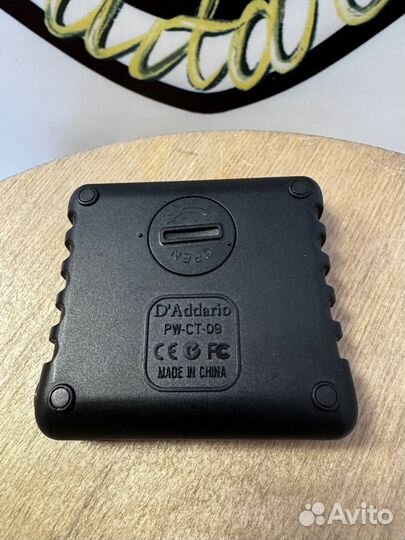 OPEN
D'Addario
PW-CT-09
CE FC
MADE IN CHINA
Avito